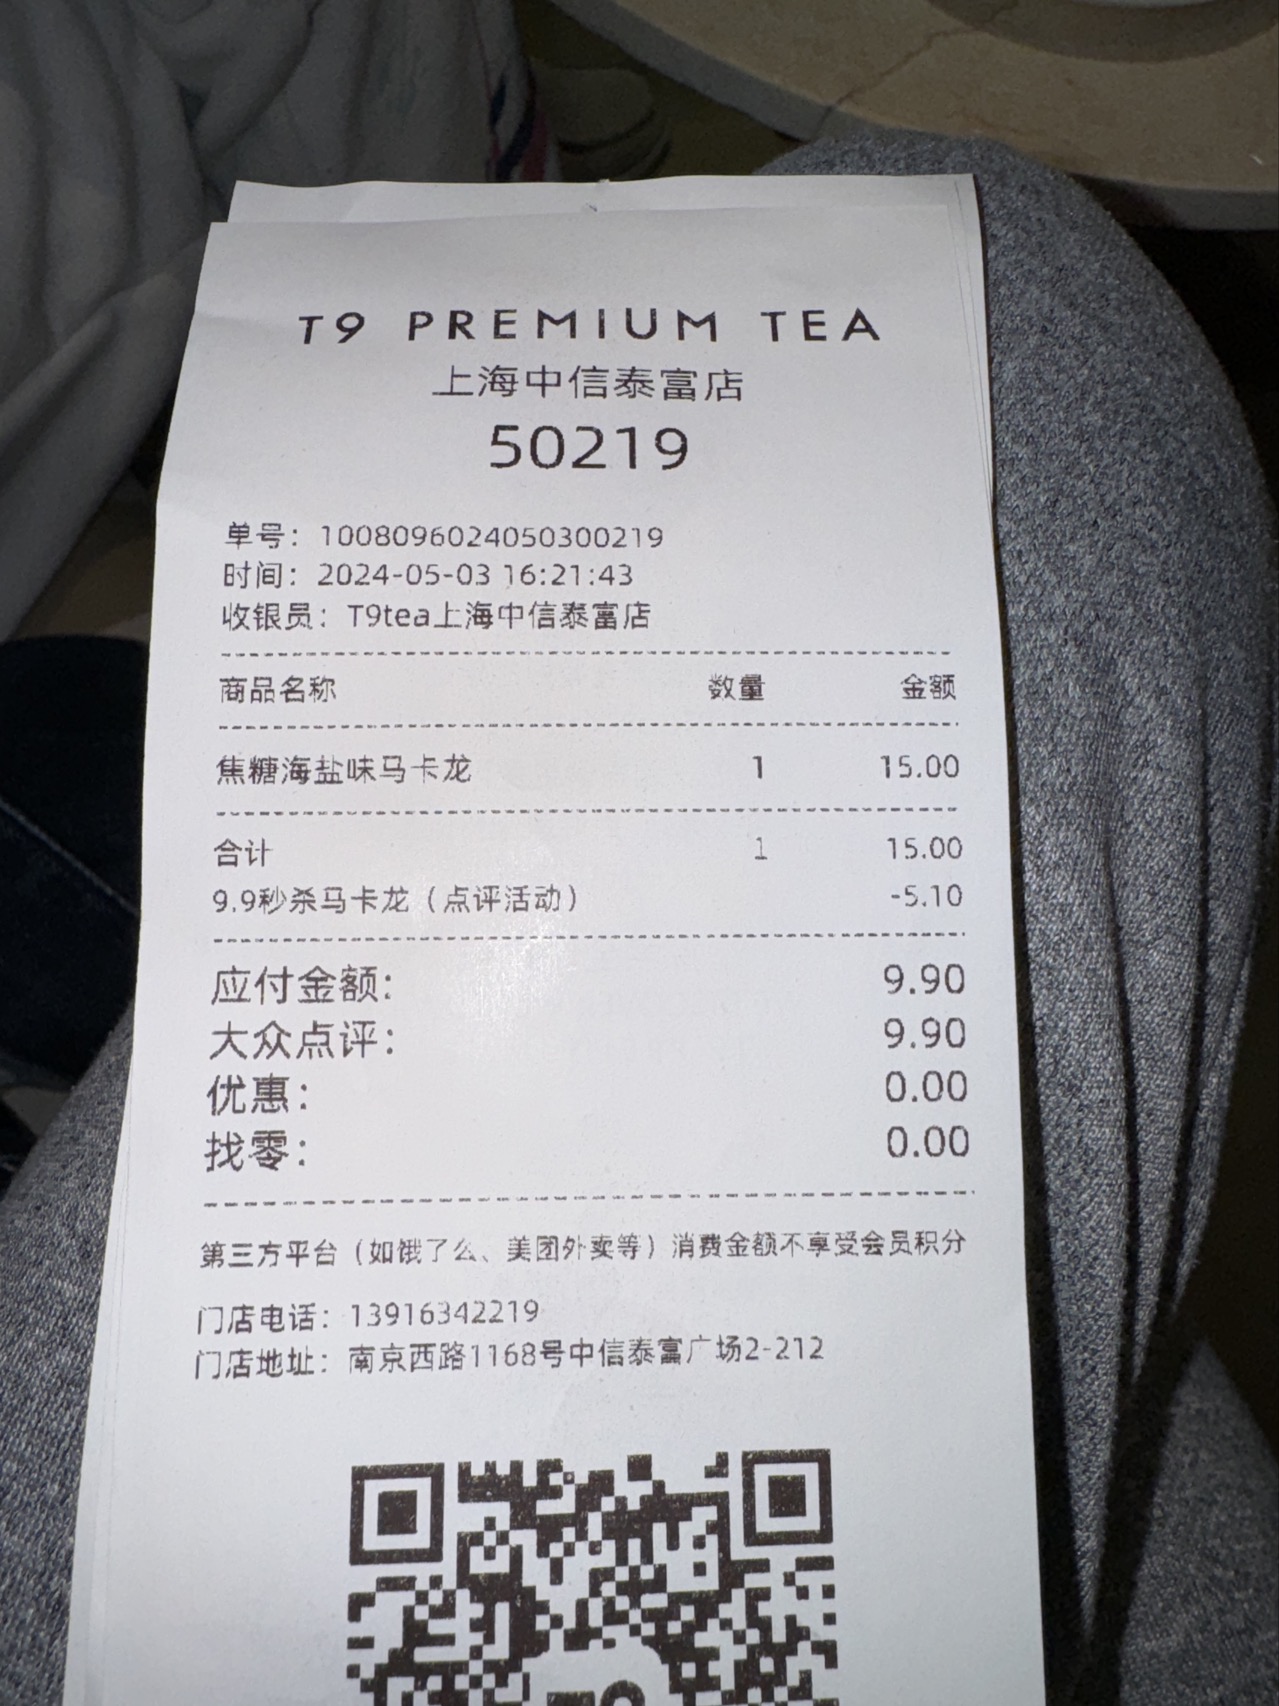 T9 PREMIUM TEA
上海中信泰富店
50219
单号：1008096024050300219
时间：2024-05-03 16:21:43
收银员：T9tea上海中信泰富店
商品名称 数量 金额
焦糖海盐味马卡龙 1 15.00
合计 1 15.00
9.9秒杀马卡龙（点评活动） -5.10
应付金额： 9.90
大众点评： 9.90
优惠： 0.00
找零： 0.00
第三方平台（如饿了么、美团外卖等）消费金额不享受会员积分
门店电话：13916342219
门店地址：南京西路1168号中信泰富广场2-212